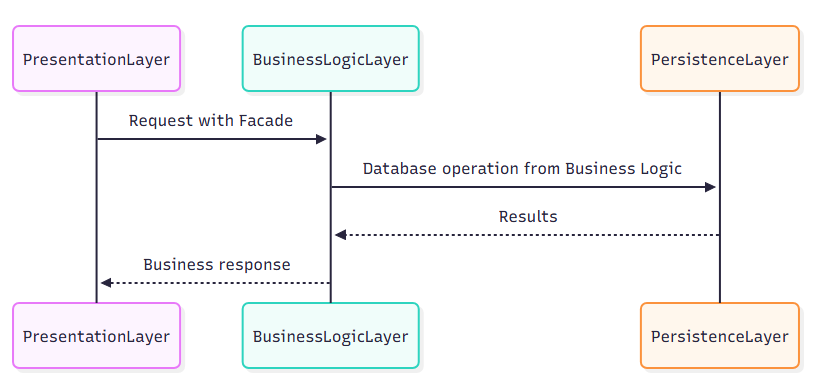 PresentationLayer
BusinessLogicLayer
PersistenceLayer
Request with Facade
Database operation from Business Logic
Results
Business response
PresentationLayer
BusinessLogicLayer
PersistenceLayer